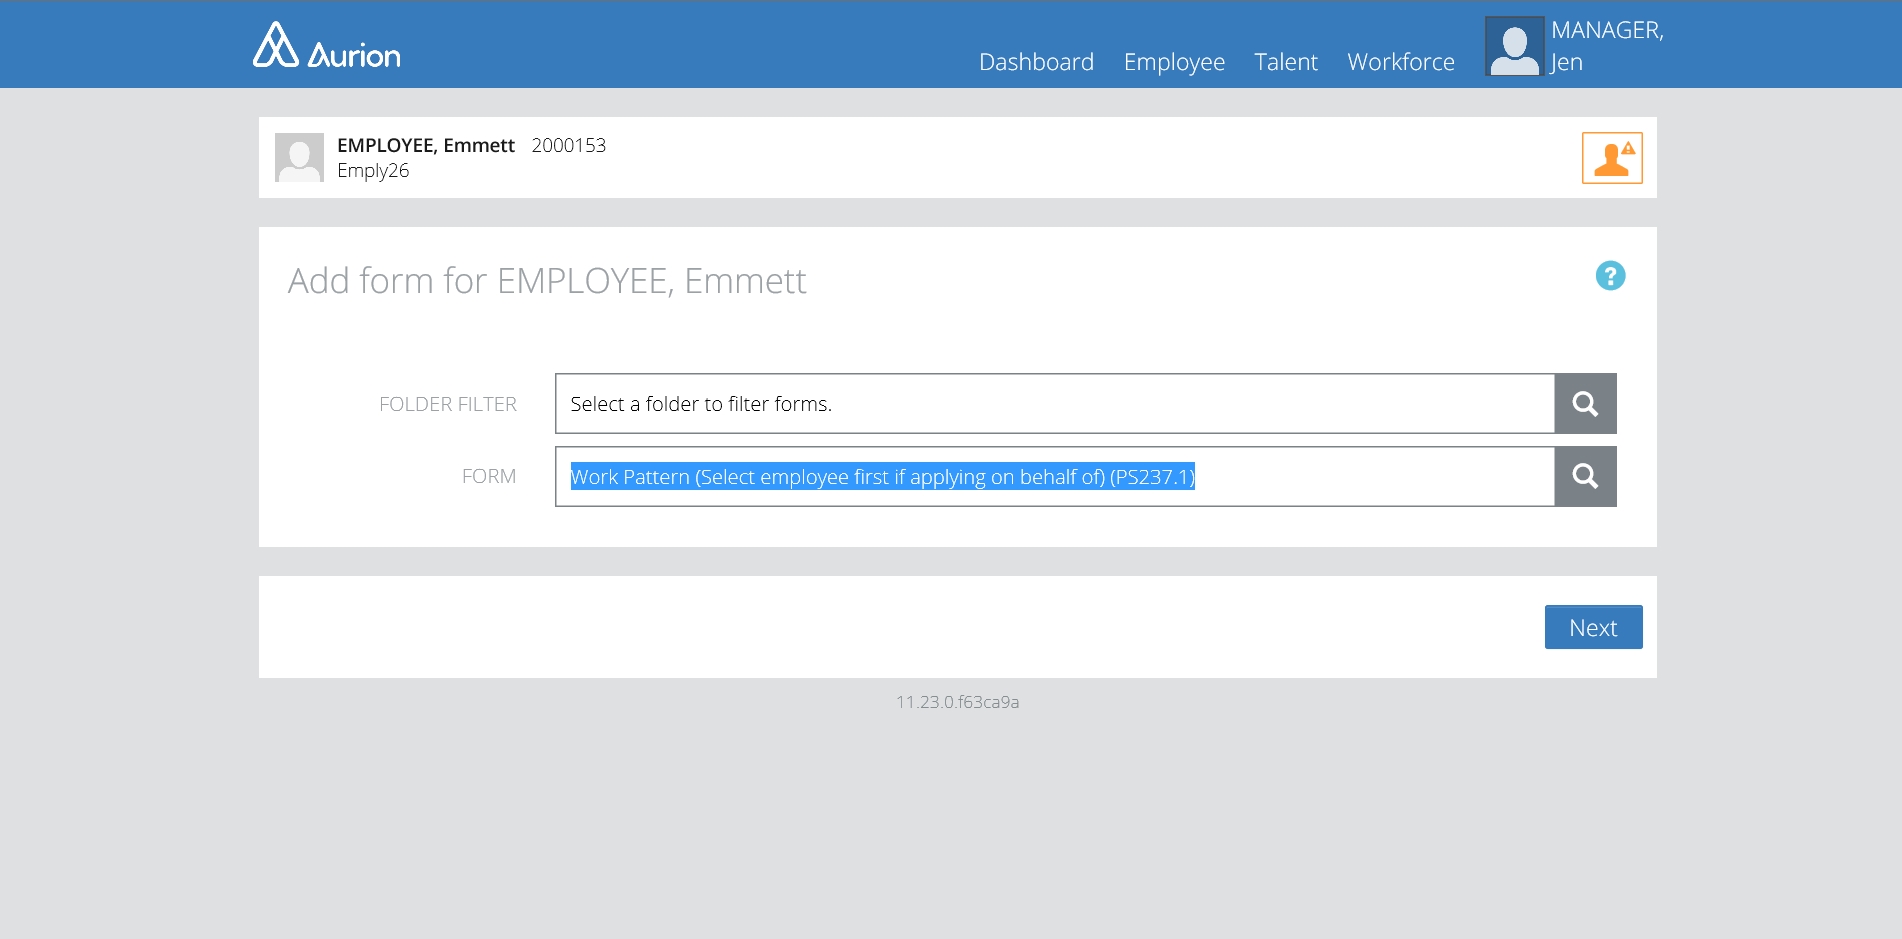 Aurion
Dashboard Employee Talent Workforce
MANAGER,
Jen
EMPLOYEE, Emmett 2000153
Emply26
Add form for EMPLOYEE, Emmett
?
FOLDER FILTER
Select a folder to filter forms.
FORM
Work Pattern (Select employee first if applying on behalf of) (PS237.1)
Next
11.23.0.f63ca9a